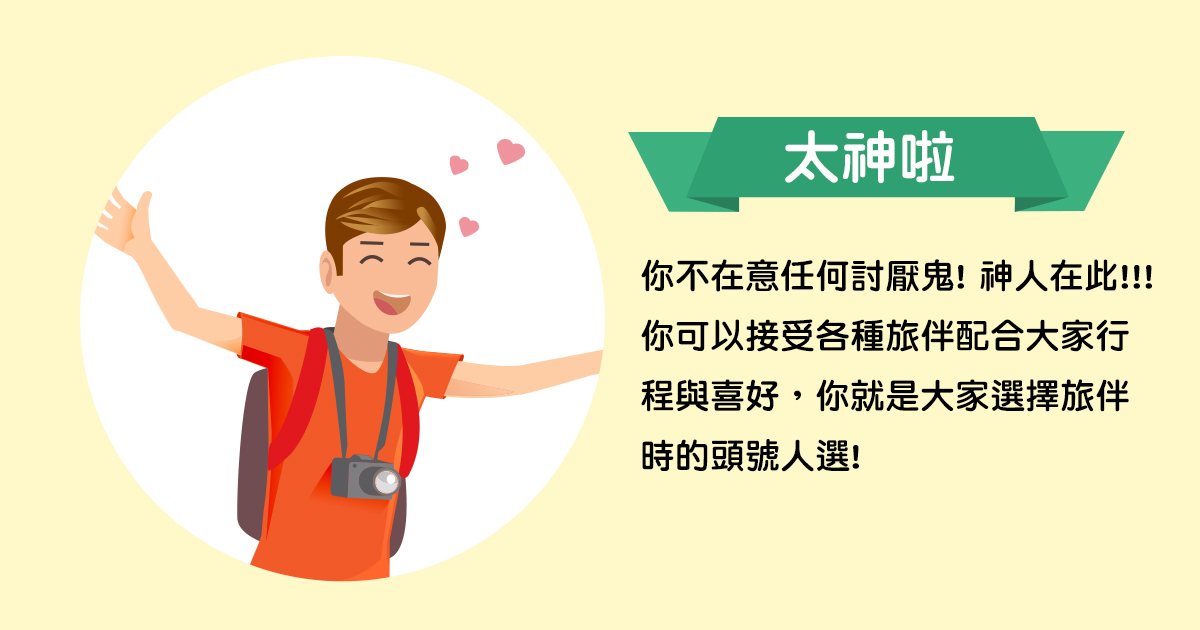 太神啦
你不在意任何討厭鬼! 神人在此!!!
你可以接受各種旅伴配合大家行
程與喜好，你就是大家選擇旅伴
時的頭號人選!